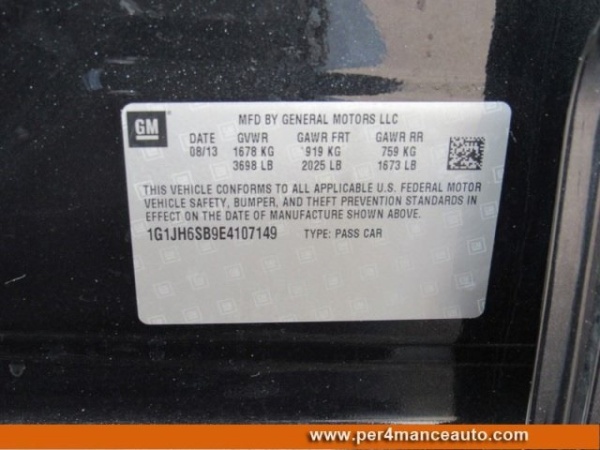 GM
MFD BY GENERAL MOTORS LLC
DATE GVWR GAWR FRT GAWR RR
08/13 1678 KG 919 KG 759 KG
3698 LB 2025 LB 1673 LB
THIS VEHICLE CONFORMS TO ALL APPLICABLE U.S. FEDERAL MOTOR
VEHICLE SAFETY, BUMPER, AND THEFT PREVENTION STANDARDS
IN EFFECT ON THE DATE OF MANUFACTURE SHOWN ABOVE.
1G1JH6SB9E4107149 TYPE: PASS CAR
www.per4manceauto.com